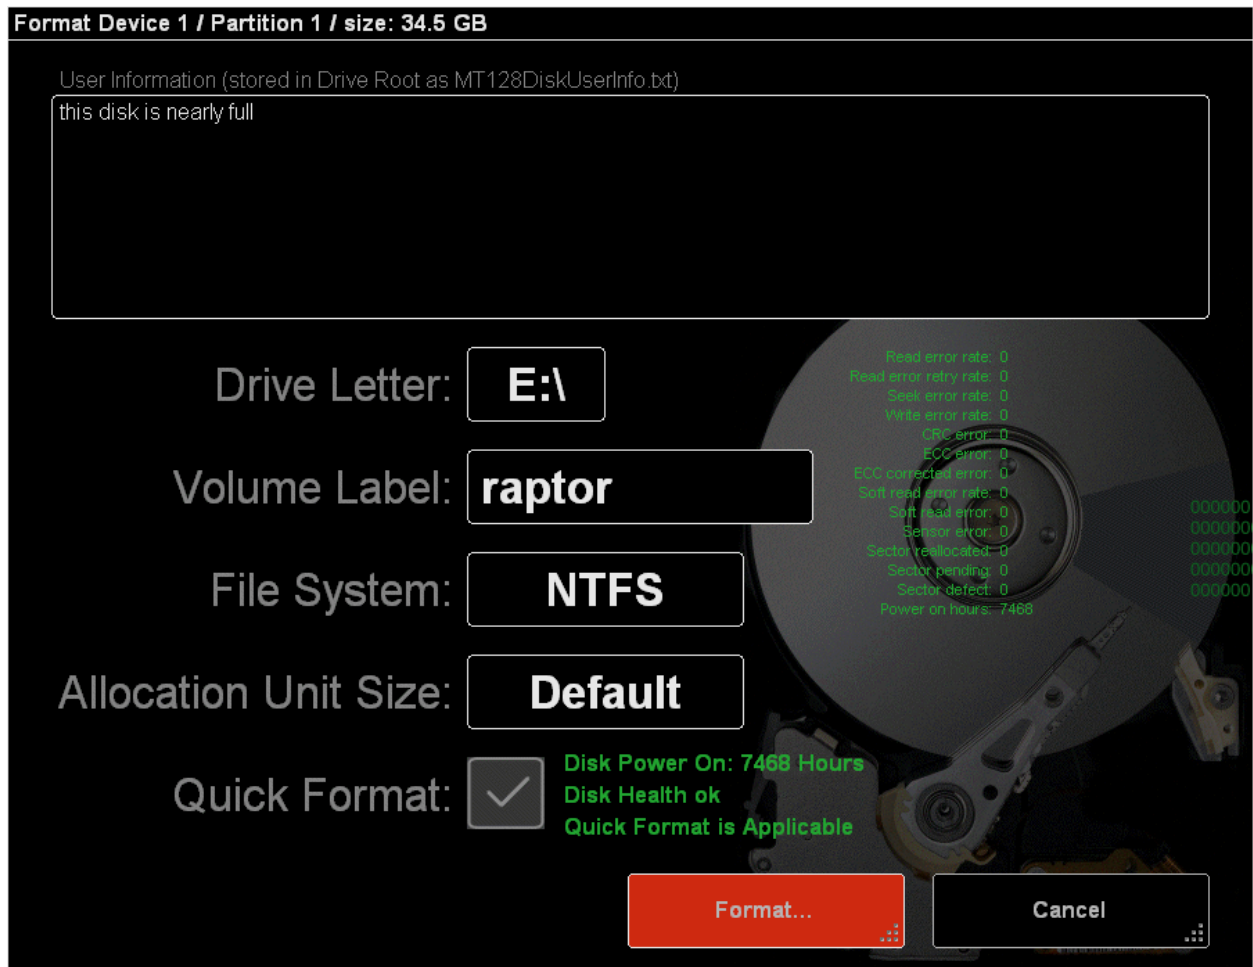 Format Device 1 / Partition 1 / size: 34.5 GB
User Information (stored in Drive Root as MT128DiskUserInfo.txt)
this disk is nearly full
Drive Letter: E:\
Volume Label: raptor
File System: NTFS
Allocation Unit Size: Default
Quick Format:
Disk Power On: 7468 Hours
Disk Health ok
Quick Format is Applicable
Read error rate: 0
Read error retry rate: 0
Seek error rate: 0
Write error rate: 0
CRC error: 0
ECC error: 0
ECC corrected error: 0
Soft read error rate: 0
Soft read error: 0
Sensor error: 0
Sector reallocated: 0
Sector pending: 0
Sector defect: 0
Power on hours: 7468
Format...
Cancel